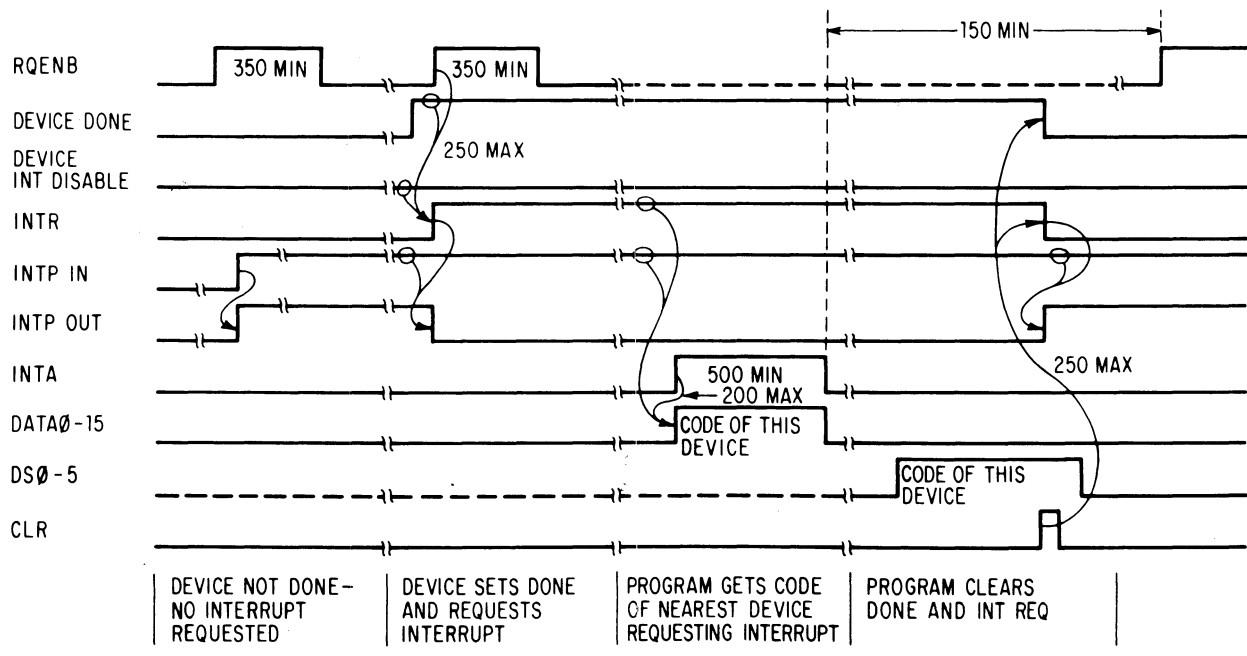 150 MIN
RQENB
350 MIN
350 MIN
DEVICE DONE
250 MAX
DEVICE
INT DISABLE
INTR
INTP IN
INTP OUT
INTA
500 MIN
200 MAX
250 MAX
DATAØ-15
CODE OF THIS
DEVICE
DSØ-5
CODE OF THIS
DEVICE
CLR
DEVICE NOT DONE-
NO INTERRUPT
REQUESTED
DEVICE SETS DONE
AND REQUESTS
INTERRUPT
PROGRAM GETS CODE
OF NEAREST DEVICE
REQUESTING INTERRUPT
PROGRAM CLEARS
DONE AND INT REQ